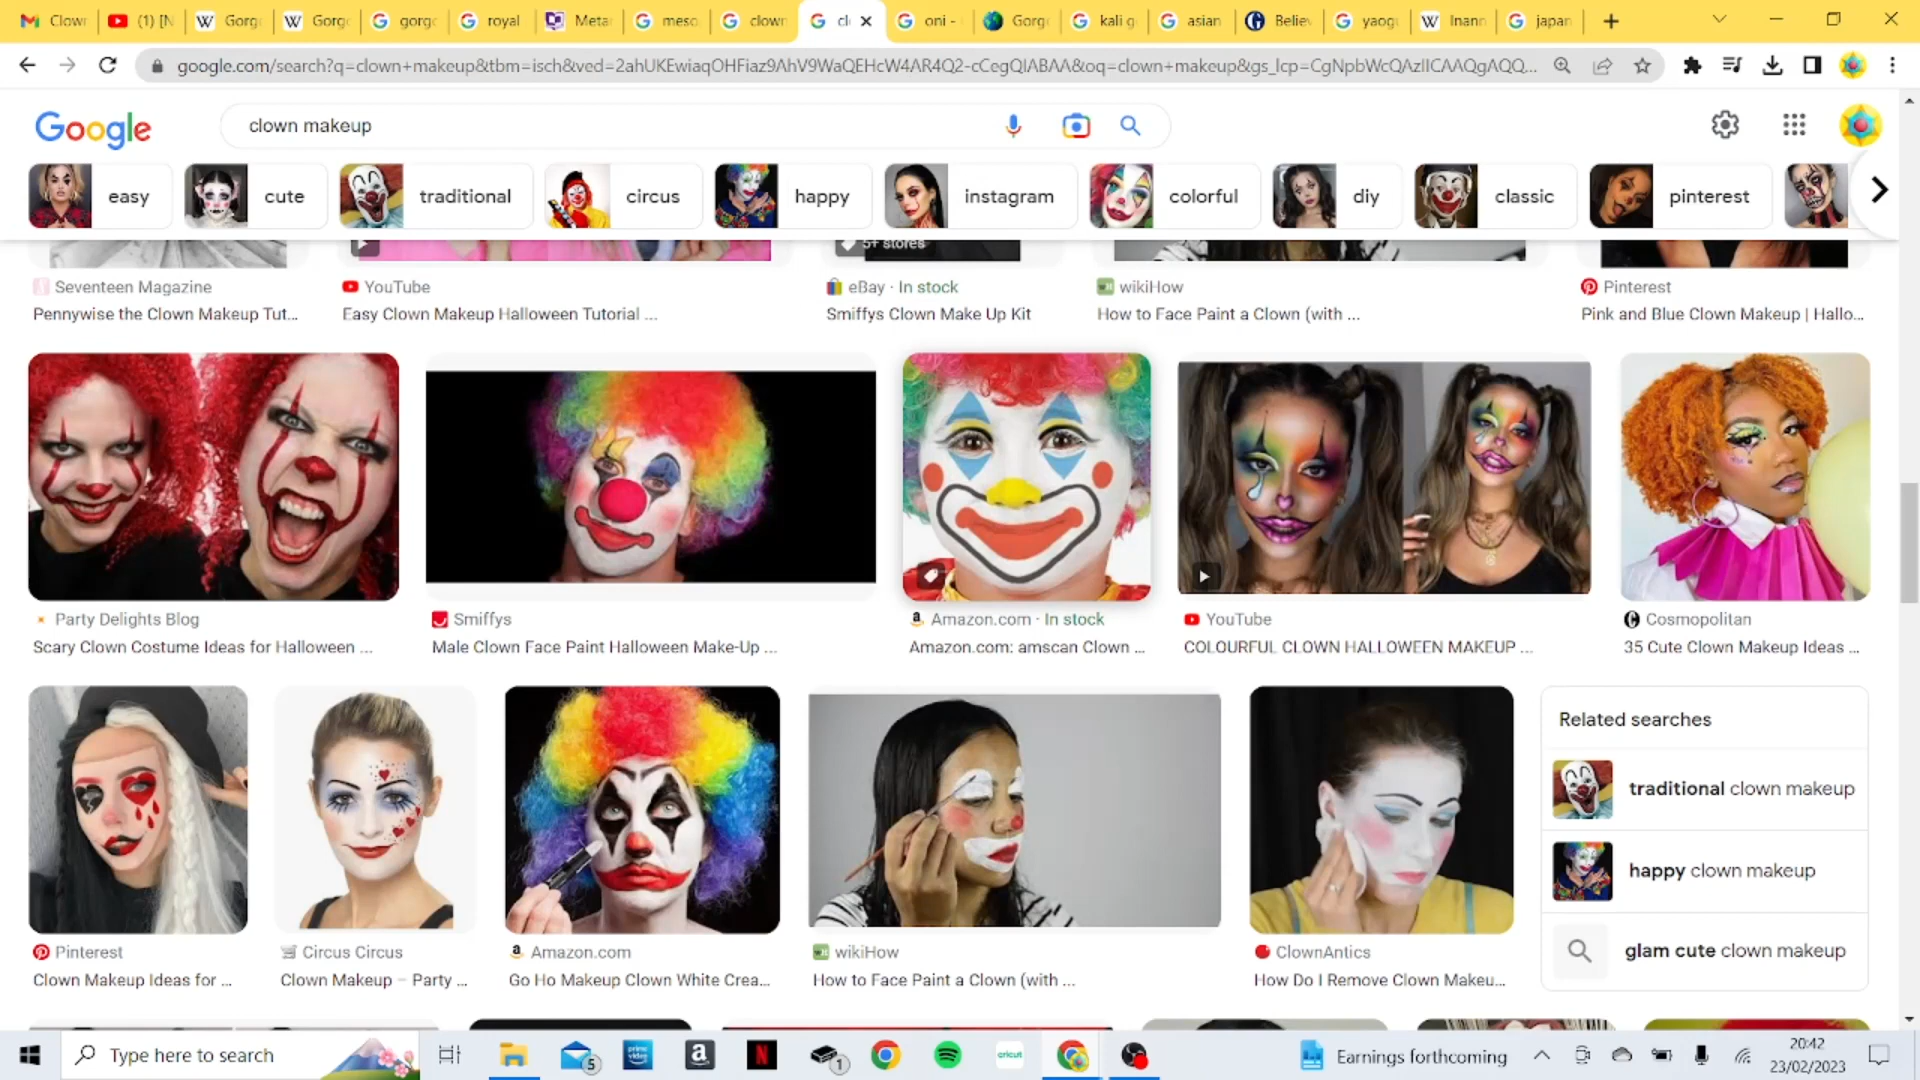 Clown
(1) [N
Gorg
Gorg
gorg
royal
Meta
meso
clown
cl
oni -
Gorg
kali g
asian
Believ
yaog
Inann
japan
google.com/search?q=clown+makeup&tbm=isch&ved=2ahUKEwiaqOHFiaz9AhV9WaQEHcW4AR4Q2-cCegQIABAA&oq=clown+makeup&gs_lcp=CgNpbWcQAzIICAAQgAQQ...
Google
clown makeup
easy
cute
traditional
circus
happy
instagram
colorful
diy
classic
pinterest
5+ stores
Seventeen Magazine
Pennywise the Clown Makeup Tut...
YouTube
Easy Clown Makeup Halloween Tutorial ...
eBay · In stock
Smiffys Clown Make Up Kit
wikiHow
How to Face Paint a Clown (with ...
Pinterest
Pink and Blue Clown Makeup | Hallo...
Party Delights Blog
Scary Clown Costume Ideas for Halloween ...
Smiffys
Male Clown Face Paint Halloween Make-Up ...
Amazon.com · In stock
Amazon.com: amscan Clown ...
YouTube
COLOURFUL CLOWN HALLOWEEN MAKEUP ...
Cosmopolitan
35 Cute Clown Makeup Ideas ...
Pinterest
Clown Makeup Ideas for ...
Circus Circus
Clown Makeup – Party ...
Amazon.com
Go Ho Makeup Clown White Crea...
wikiHow
How to Face Paint a Clown (with ...
ClownAntics
How Do I Remove Clown Makeu...
Related searches
traditional clown makeup
happy clown makeup
glam cute clown makeup
Type here to search
5
prime video
a
N
1
cricut
Earnings forthcoming
20:42
23/02/2023